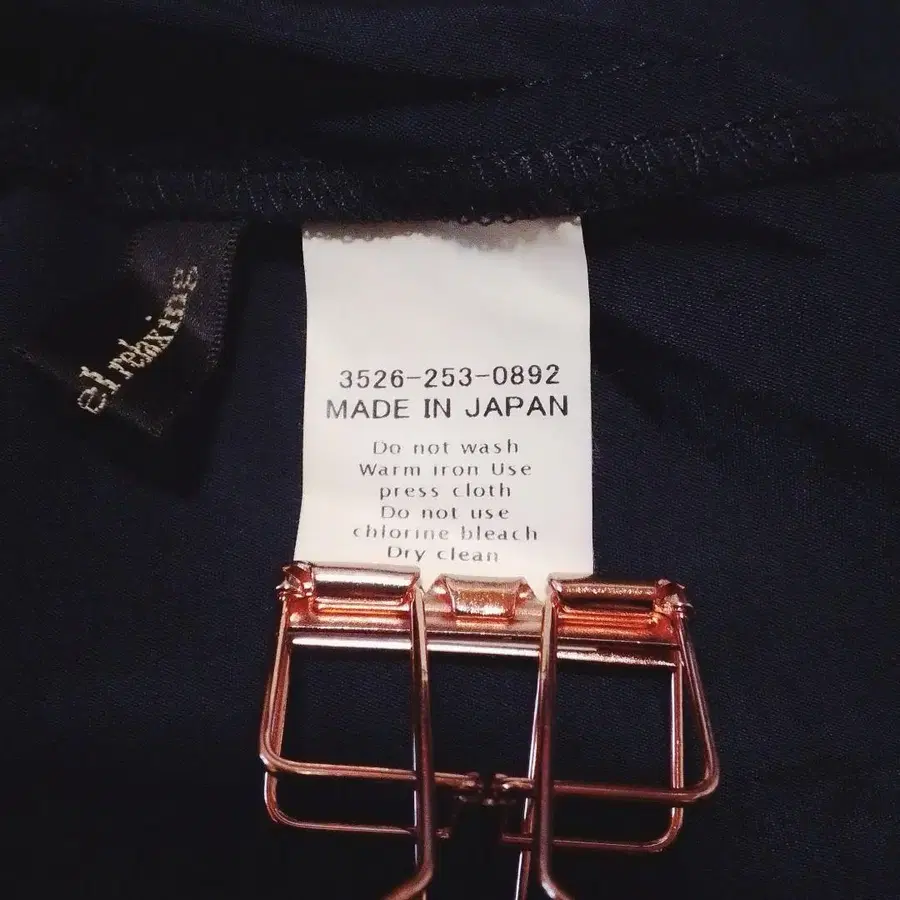 el relaxing
3526-253-0892
MADE IN JAPAN
Do not wash
Warm iron Use
press cloth
Do not use
chlorine bleach
Dry clean